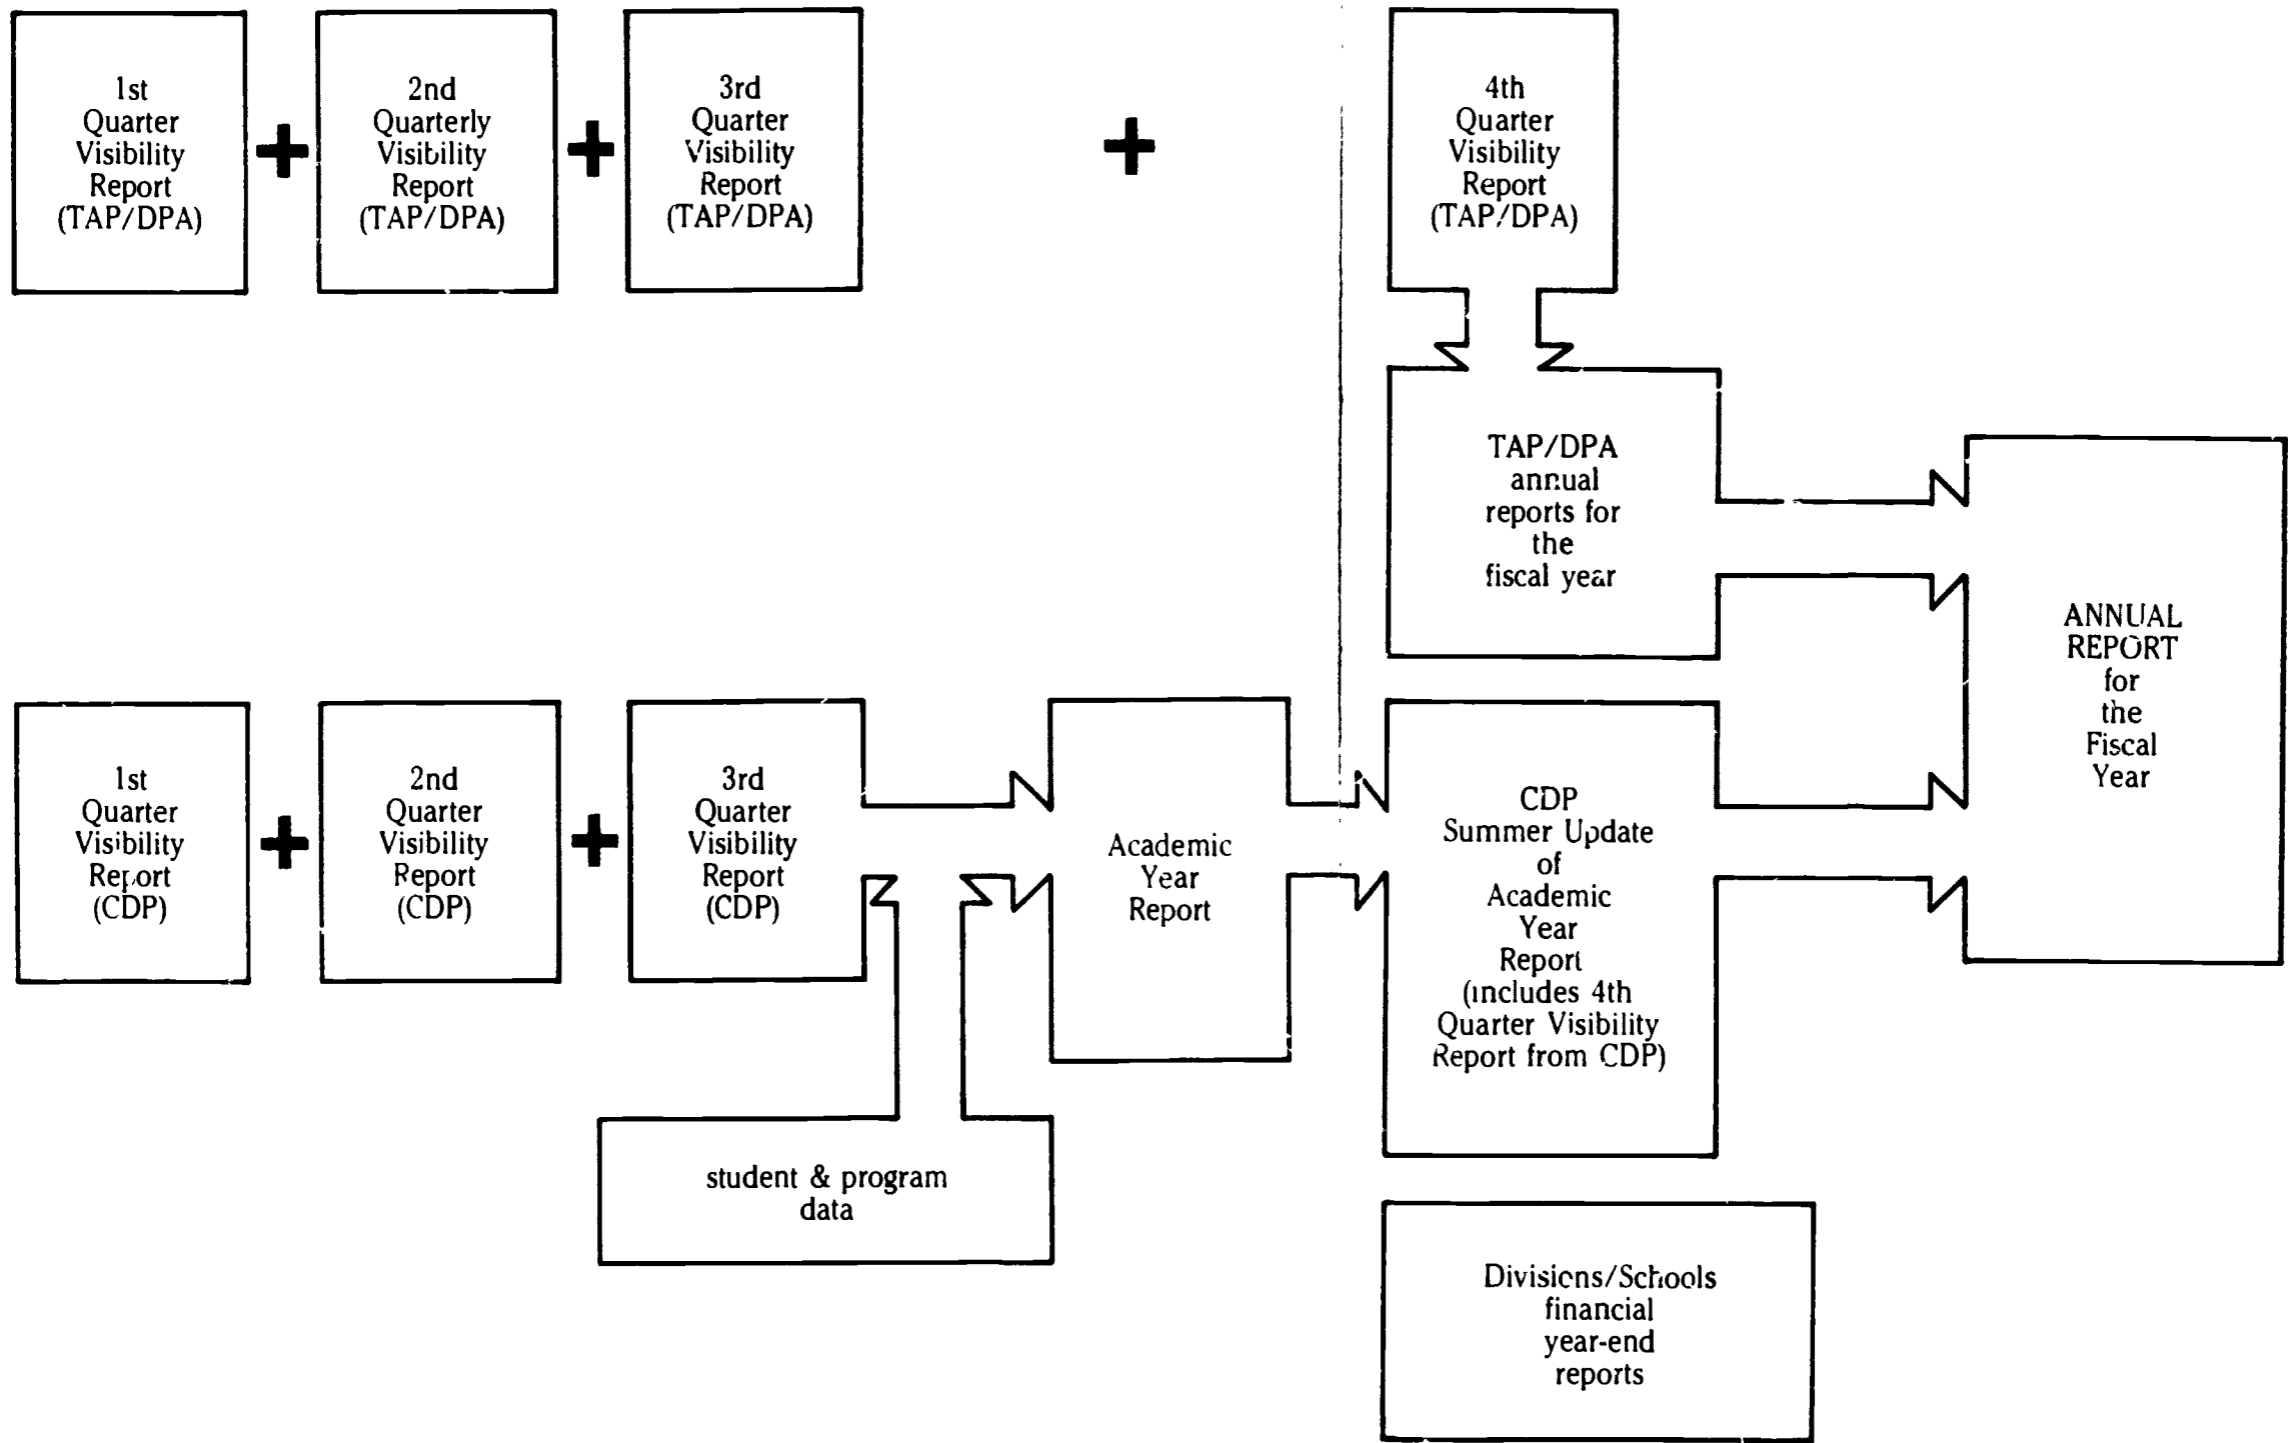 1st
Quarter
Visibility
Report
(TAP/DPA)
+
2nd
Quarterly
Visibility
Report
(TAP/DPA)
+
3rd
Quarter
Visibility
Report
(TAP/DPA)
+
4th
Quarter
Visibility
Report
(TAP/DPA)
TAP/DPA
annual
reports for
the
fiscal year
ANNUAL
REPORT
for
the
Fiscal
Year
1st
Quarter
Visibility
Report
(CDP)
+
2nd
Quarter
Visibility
Report
(CDP)
+
3rd
Quarter
Visibility
Report
(CDP)
Academic
Year
Report
CDP
Summer Update
of
Academic
Year
Report
(includes 4th
Quarter Visibility
Report from CDP)
student & program
data
Divisions/Schools
financial
year-end
reports